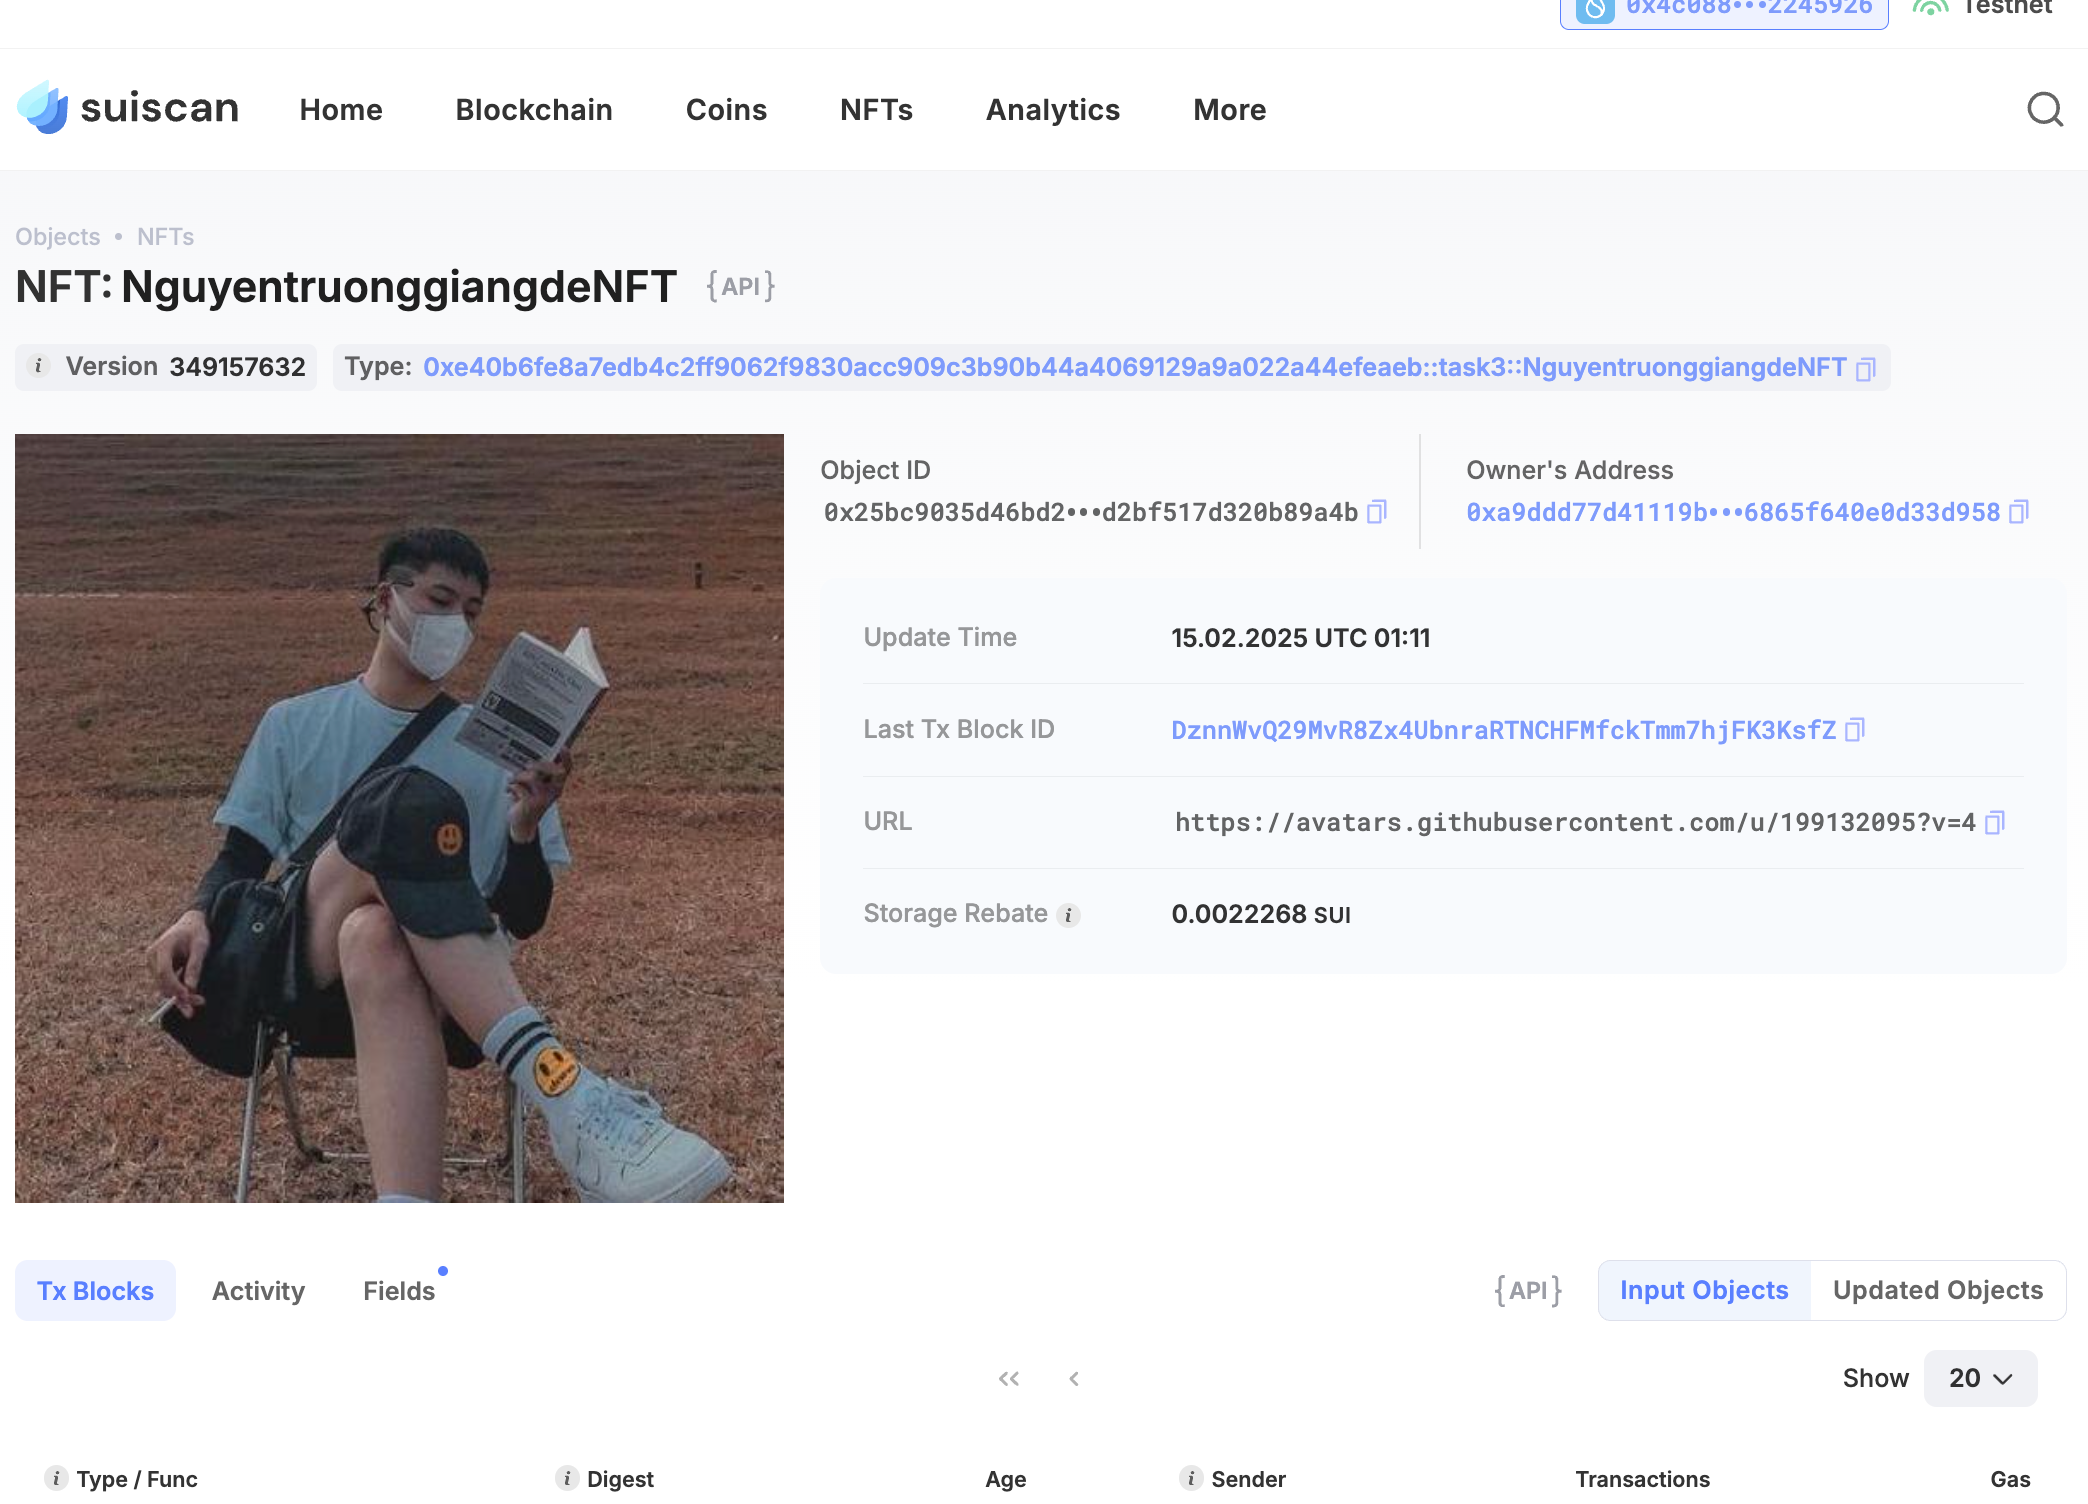 0x4c088•••2245926
Testnet
suiscan
Home
Blockchain
Coins
NFTs
Analytics
More
Objects • NFTs
NFT: NguyentruonggiangdeNFT {API}
i Version 349157632
Type: 0xe40b6fe8a7edb4c2ff9062f9830acc909c3b90b44a4069129a9a022a44efeaeb::task3::NguyentruonggiangdeNFT
Object ID
0x25bc9035d46bd2•••d2bf517d320b89a4b
Owner's Address
0xa9ddd77d41119b•••6865f640e0d33d958
Update Time
15.02.2025 UTC 01:11
Last Tx Block ID
DznnWvQ29MvR8Zx4UbnraRTNCHFMfckTmm7hjFK3KsfZ
URL
https://avatars.githubusercontent.com/u/199132095?v=4
Storage Rebate i
0.0022268 SUI
Tx Blocks
Activity
Fields
{API}
Input Objects
Updated Objects
Show
20
i Type / Func
i Digest
Age
i Sender
Transactions
Gas